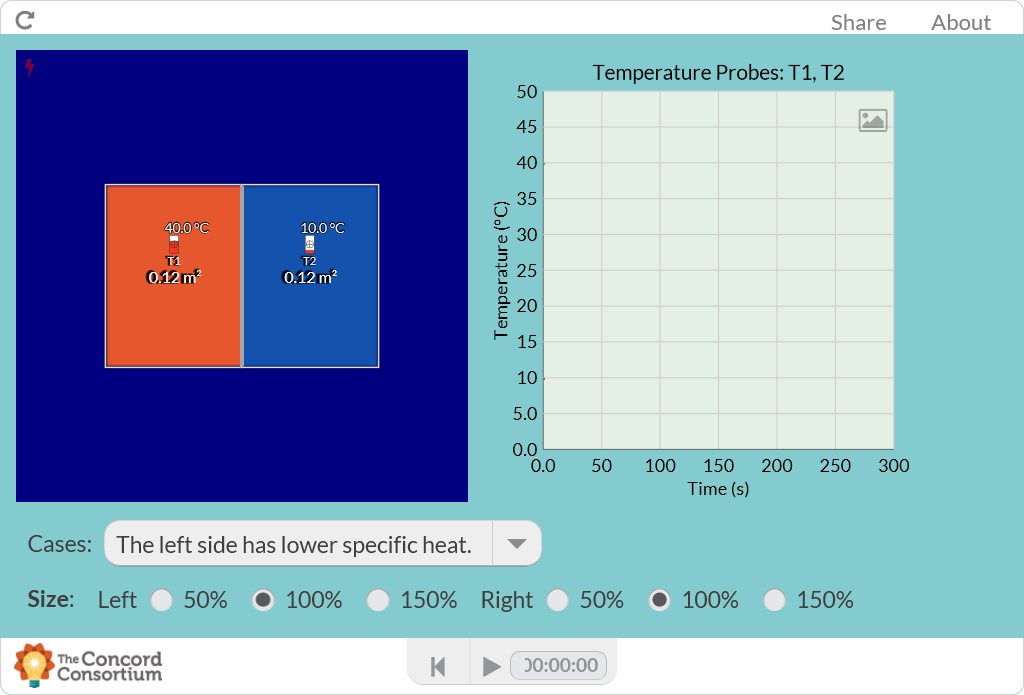 Share About
Temperature Probes: T1, T2
50
45
40
35
30
25
20
15
10
5.0
0.0
Temperature (°C)
0.0 50 100 150 200 250 300
Time (s)
40.0 °C 10.0 °C
T1 T2
0.12 m² 0.12 m²
Cases: The left side has lower specific heat.
Size: Left 50% 100% 150% Right 50% 100% 150%
The Concord
Consortium
00:00:00